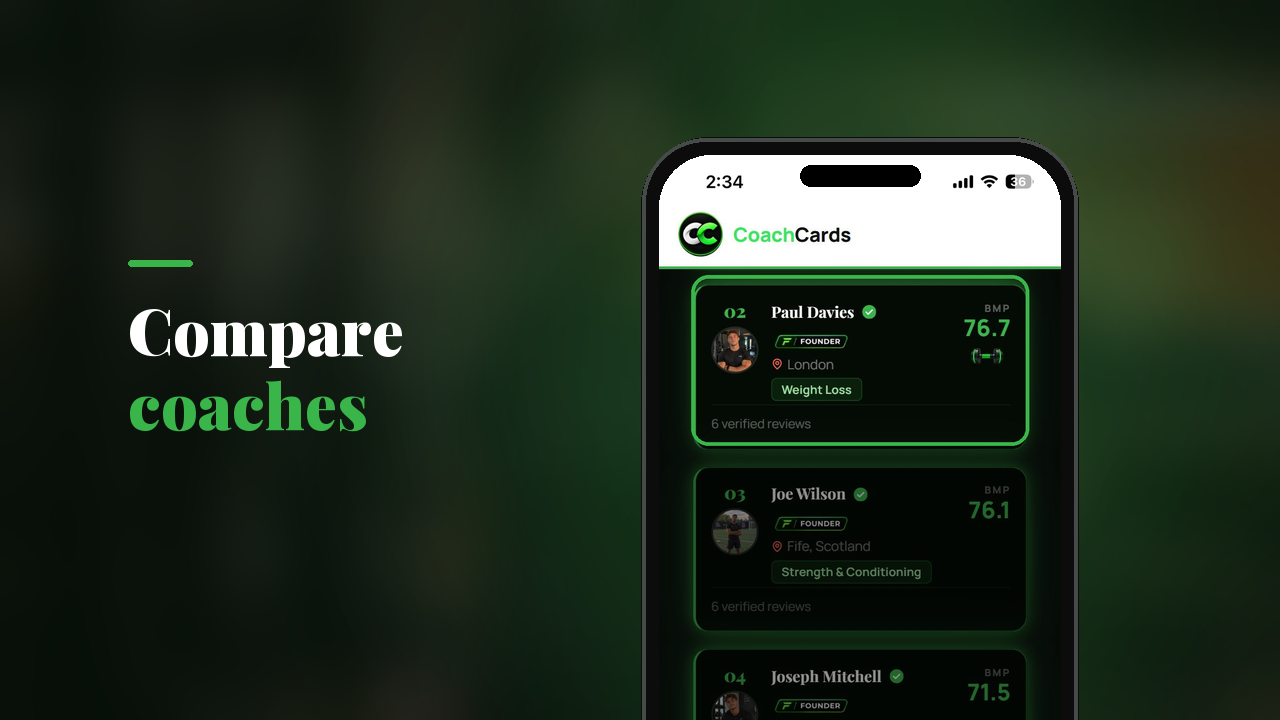 Compare
coaches
2:34
36
CC
CoachCards
02
Paul Davies
BMP
76.7
F / FOUNDER
London
Weight Loss
6 verified reviews
03
Joe Wilson
BMP
76.1
F / FOUNDER
Fife, Scotland
Strength & Conditioning
6 verified reviews
04
Joseph Mitchell
BMP
71.5
F / FOUNDER